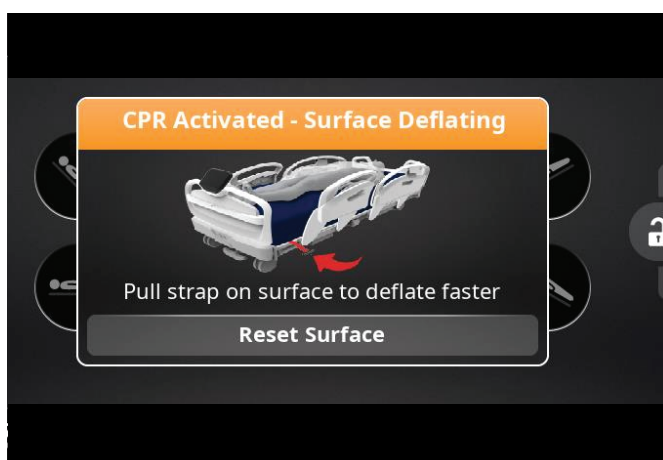 CPR Activated - Surface Deflating
Pull strap on surface to deflate faster
Reset Surface